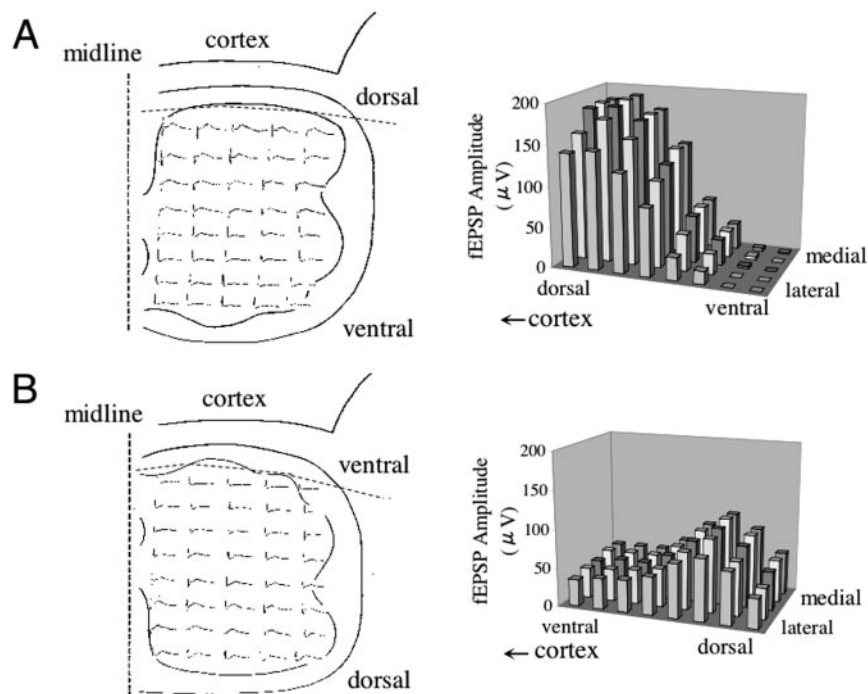 A
midline
cortex
dorsal
ventral
fEPSP Amplitude
(μV)
200
150
100
50
0
dorsal
ventral
medial
lateral
← cortex
B
midline
cortex
ventral
dorsal
fEPSP Amplitude
(μV)
200
150
100
50
0
ventral
dorsal
medial
lateral
← cortex